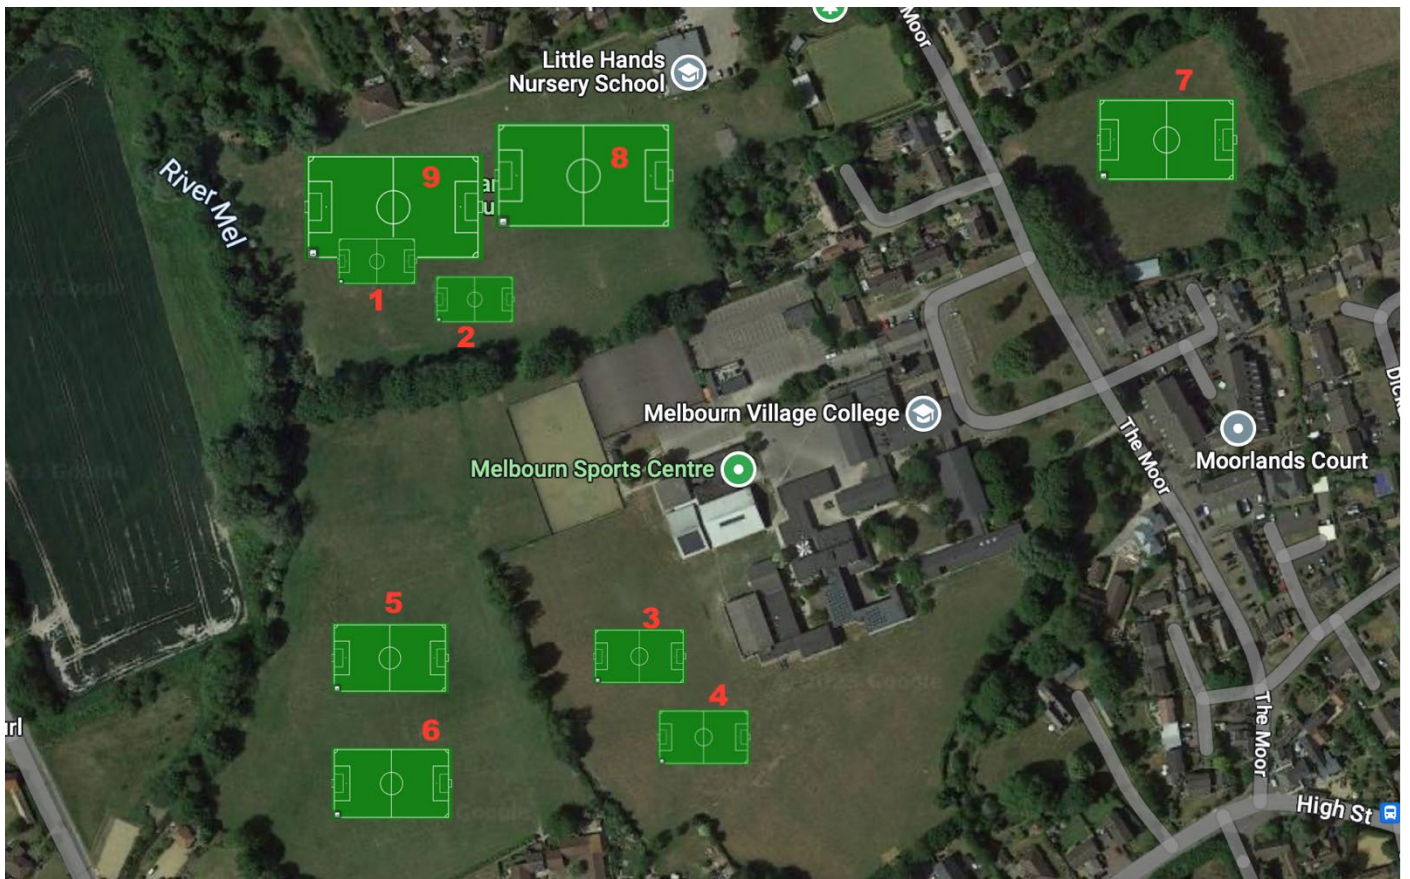 Moor
Little Hands
Nursery School
7
8
9
River Mel
1
2
Melbourn Village College
The Moor
Melbourn Sports Centre
Moorlands Court
5
3
4
6
The Moor
High St